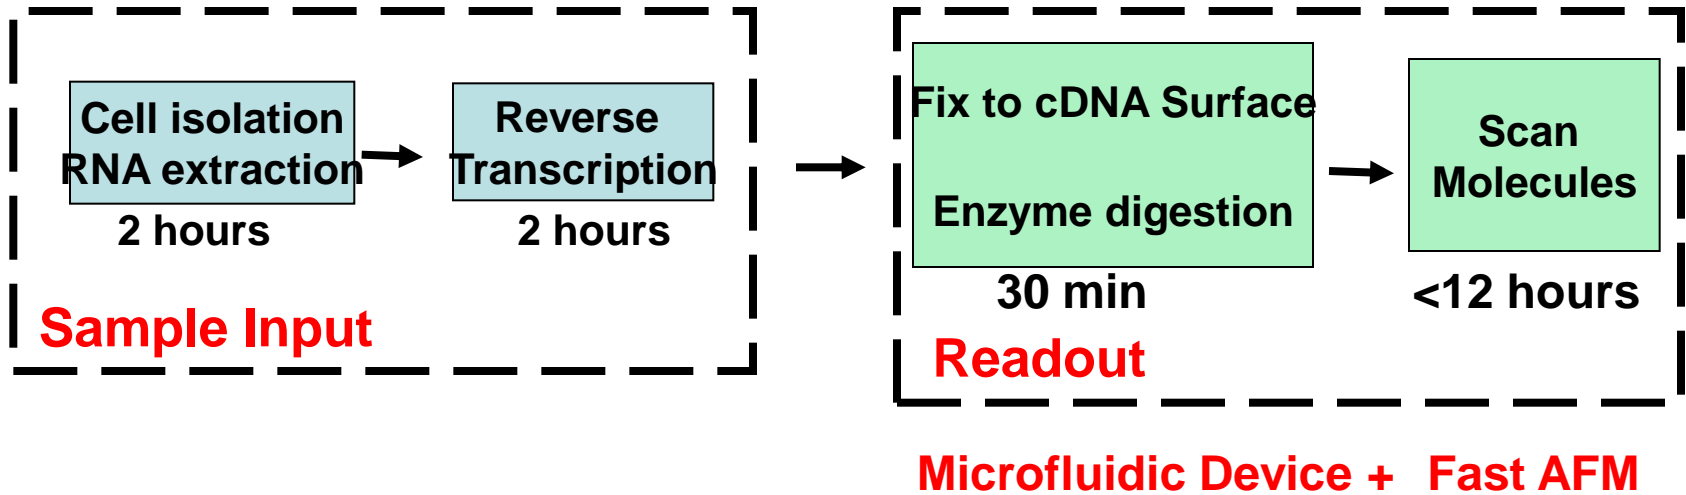 Cell isolation
RNA extraction
2 hours
Reverse
Transcription
2 hours
Sample Input
Fix to cDNA Surface
Enzyme digestion
30 min
Scan
Molecules
<12 hours
Readout
Microfluidic Device + Fast AFM